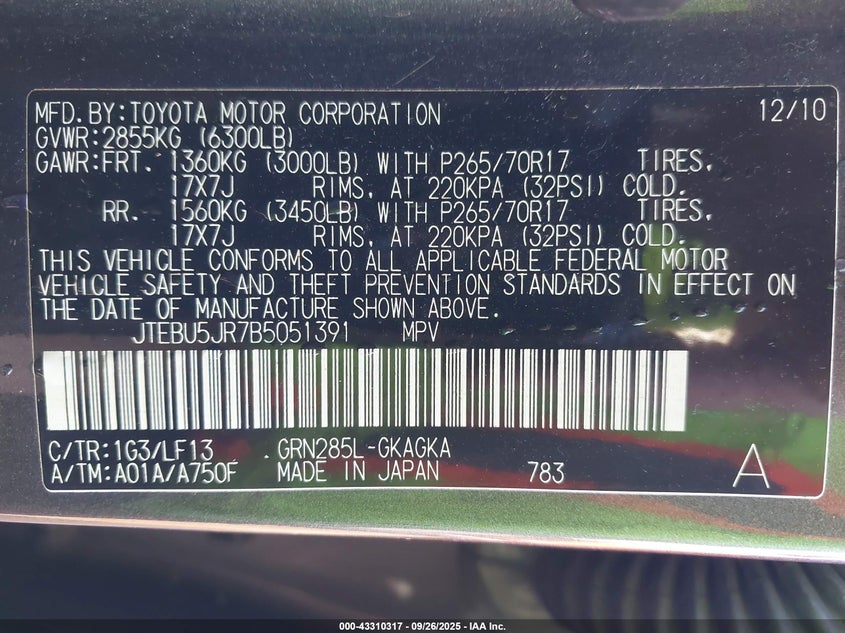 MFD.BY:TOYOTA MOTOR CORPORATION 12/10
GVWR:2855KG (6300LB)
GAWR:FRT. 1360KG (3000LB) WITH P265/70R17 TIRES,
17X7J RIMS, AT 220KPA (32PSI) COLD.
RR. 1560KG (3450LB) WITH P265/70R17 TIRES,
17X7J RIMS, AT 220KPA (32PSI) COLD.
THIS VEHICLE CONFORMS TO ALL APPLICABLE FEDERAL MOTOR
VEHICLE SAFETY AND THEFT PREVENTION STANDARDS IN EFFECT ON
THE DATE OF MANUFACTURE SHOWN ABOVE.
JTEBU5JR7B5051391 MPV
C/TR:1G3/LF13 GRN285L-GKAGKA
A/TM:A01A/A750F MADE IN JAPAN 783 A
000-43310317 - 09/26/2025 - IAA Inc.